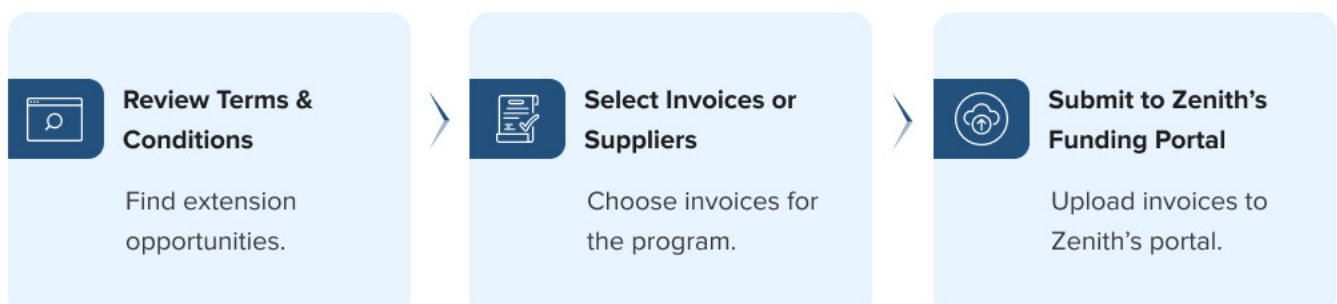 Review Terms &
Conditions
Find extension
opportunities.
Select Invoices or
Suppliers
Choose invoices for
the program.
Submit to Zenith’s
Funding Portal
Upload invoices to
Zenith’s portal.